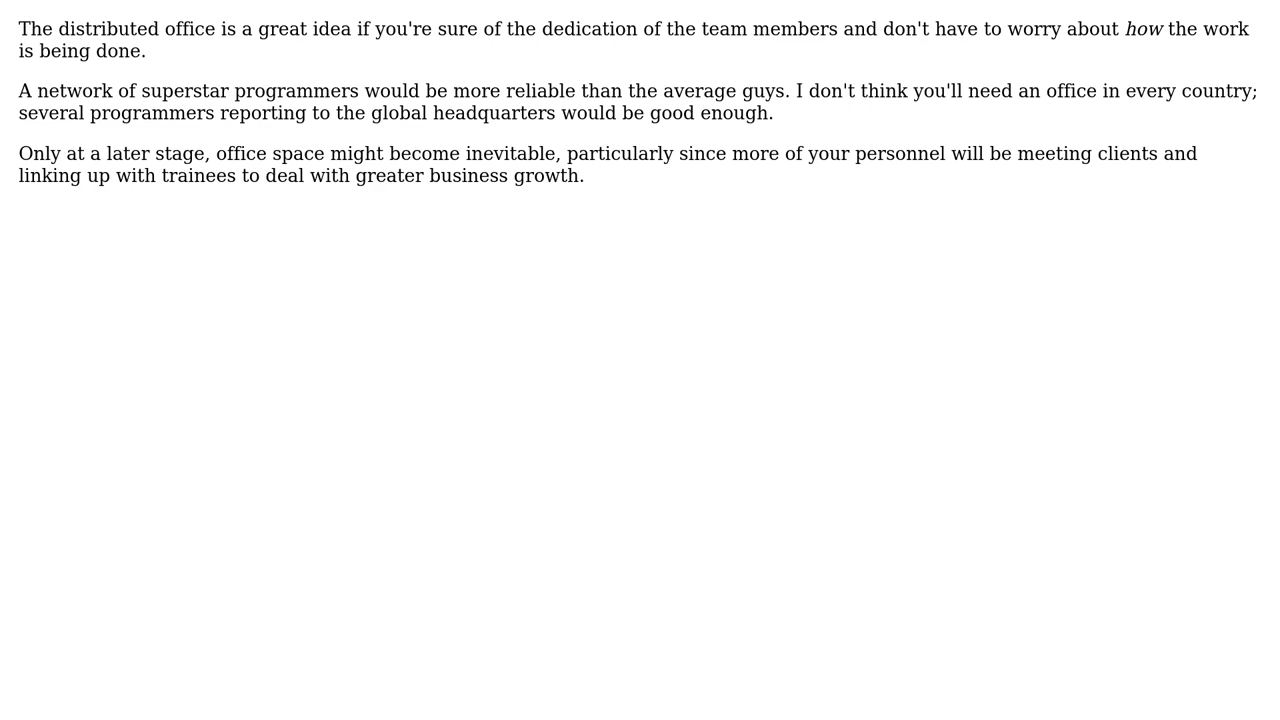 The distributed office is a great idea if you're sure of the dedication of the team members and don't have to worry about how the work
is being done.
A network of superstar programmers would be more reliable than the average guys. I don't think you'll need an office in every country;
several programmers reporting to the global headquarters would be good enough.
Only at a later stage, office space might become inevitable, particularly since more of your personnel will be meeting clients and
linking up with trainees to deal with greater business growth.